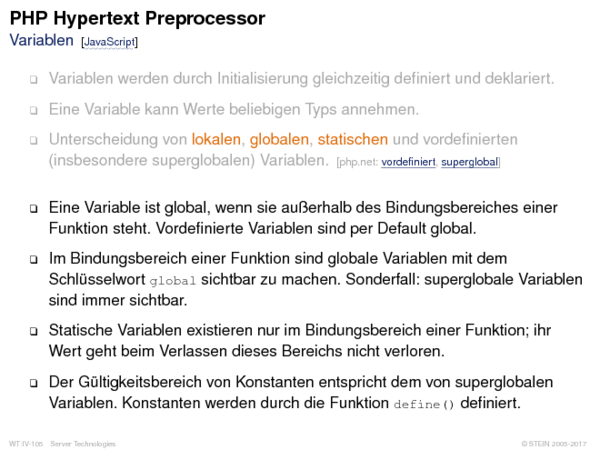 PHP Hypertext Preprocessor
Variablen [JavaScript]
❑ Variablen werden durch Initialisierung gleichzeitig definiert und deklariert.
❑ Eine Variable kann Werte beliebigen Typs annehmen.
❑ Unterscheidung von lokalen, globalen, statischen und vordefinierten
(insbesondere superglobalen) Variablen. [php.net: vordefiniert, superglobal]
❑ Eine Variable ist global, wenn sie außerhalb des Bindungsbereiches einer
Funktion steht. Vordefinierte Variablen sind per Default global.
❑ Im Bindungsbereich einer Funktion sind globale Variablen mit dem
Schlüsselwort global sichtbar zu machen. Sonderfall: superglobale Variablen
sind immer sichtbar.
❑ Statische Variablen existieren nur im Bindungsbereich einer Funktion; ihr
Wert geht beim Verlassen dieses Bereichs nicht verloren.
❑ Der Gültigkeitsbereich von Konstanten entspricht dem von superglobalen
Variablen. Konstanten werden durch die Funktion define() definiert.
WT:IV-105 Server Technologies © STEIN 2005-2017